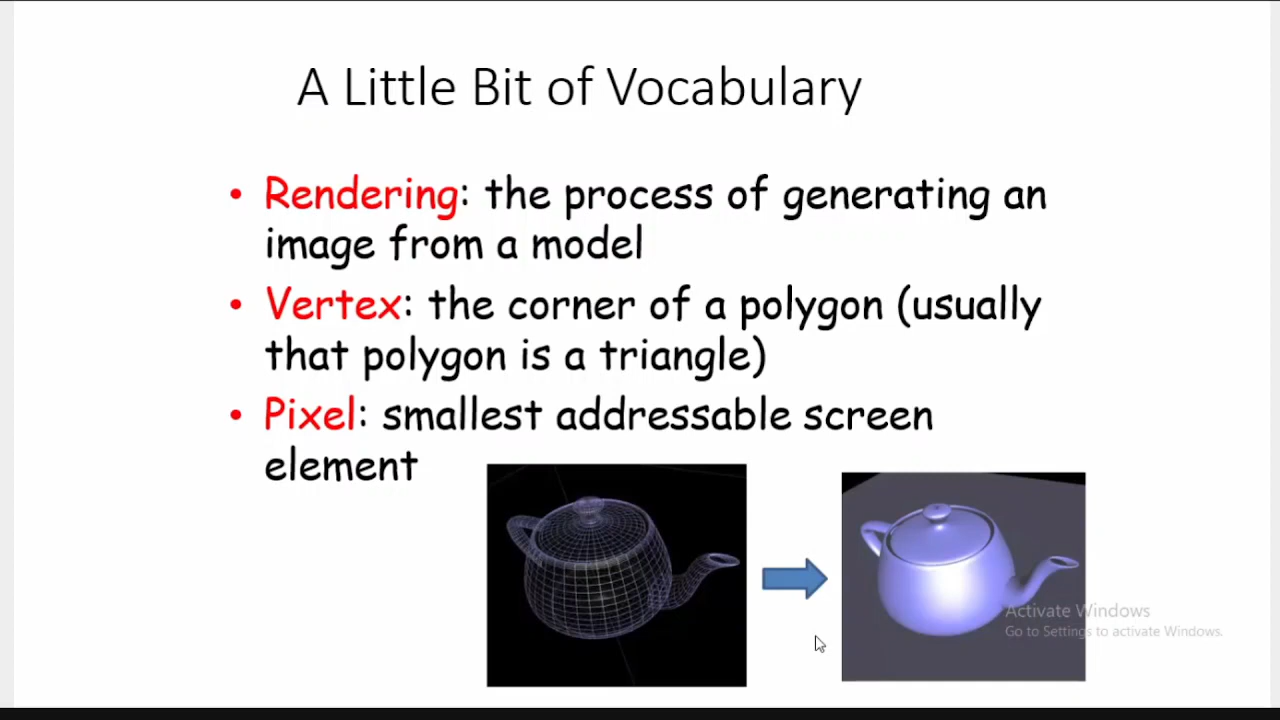 A Little Bit of Vocabulary
• Rendering: the process of generating an
image from a model
• Vertex: the corner of a polygon (usually
that polygon is a triangle)
• Pixel: smallest addressable screen
element
Activate Windows
Go to Settings to activate Windows.